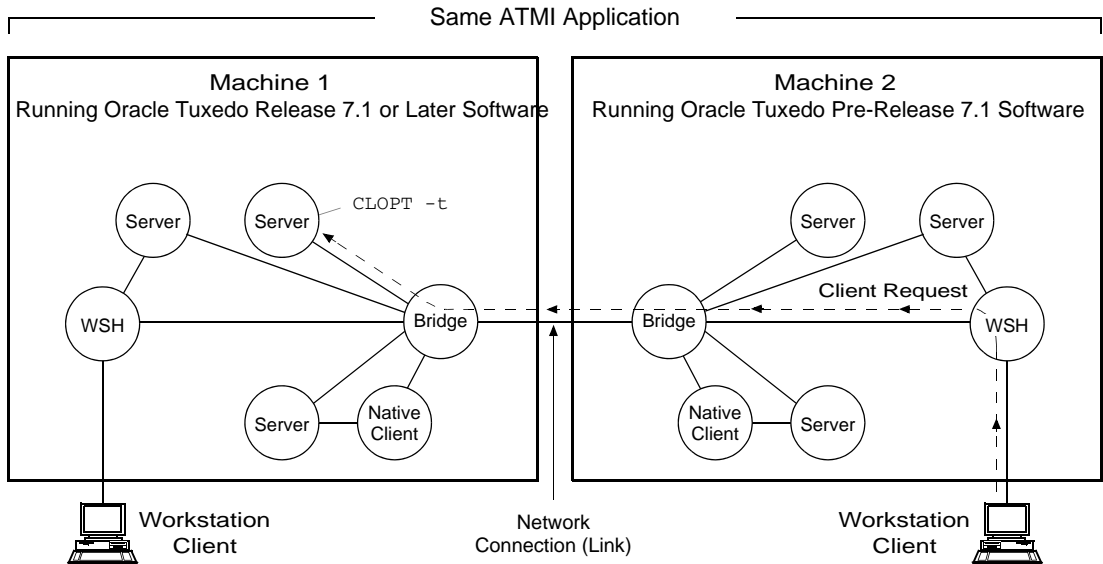 Same ATMI Application
Machine 1
Running Oracle Tuxedo Release 7.1 or Later Software
Machine 2
Running Oracle Tuxedo Pre-Release 7.1 Software
Server
Server
CLOPT -t
Server
Server
Client Request
WSH
Bridge
Bridge
WSH
Server
Native
Client
Native
Client
Server
Workstation
Client
Network
Connection (Link)
Workstation
Client